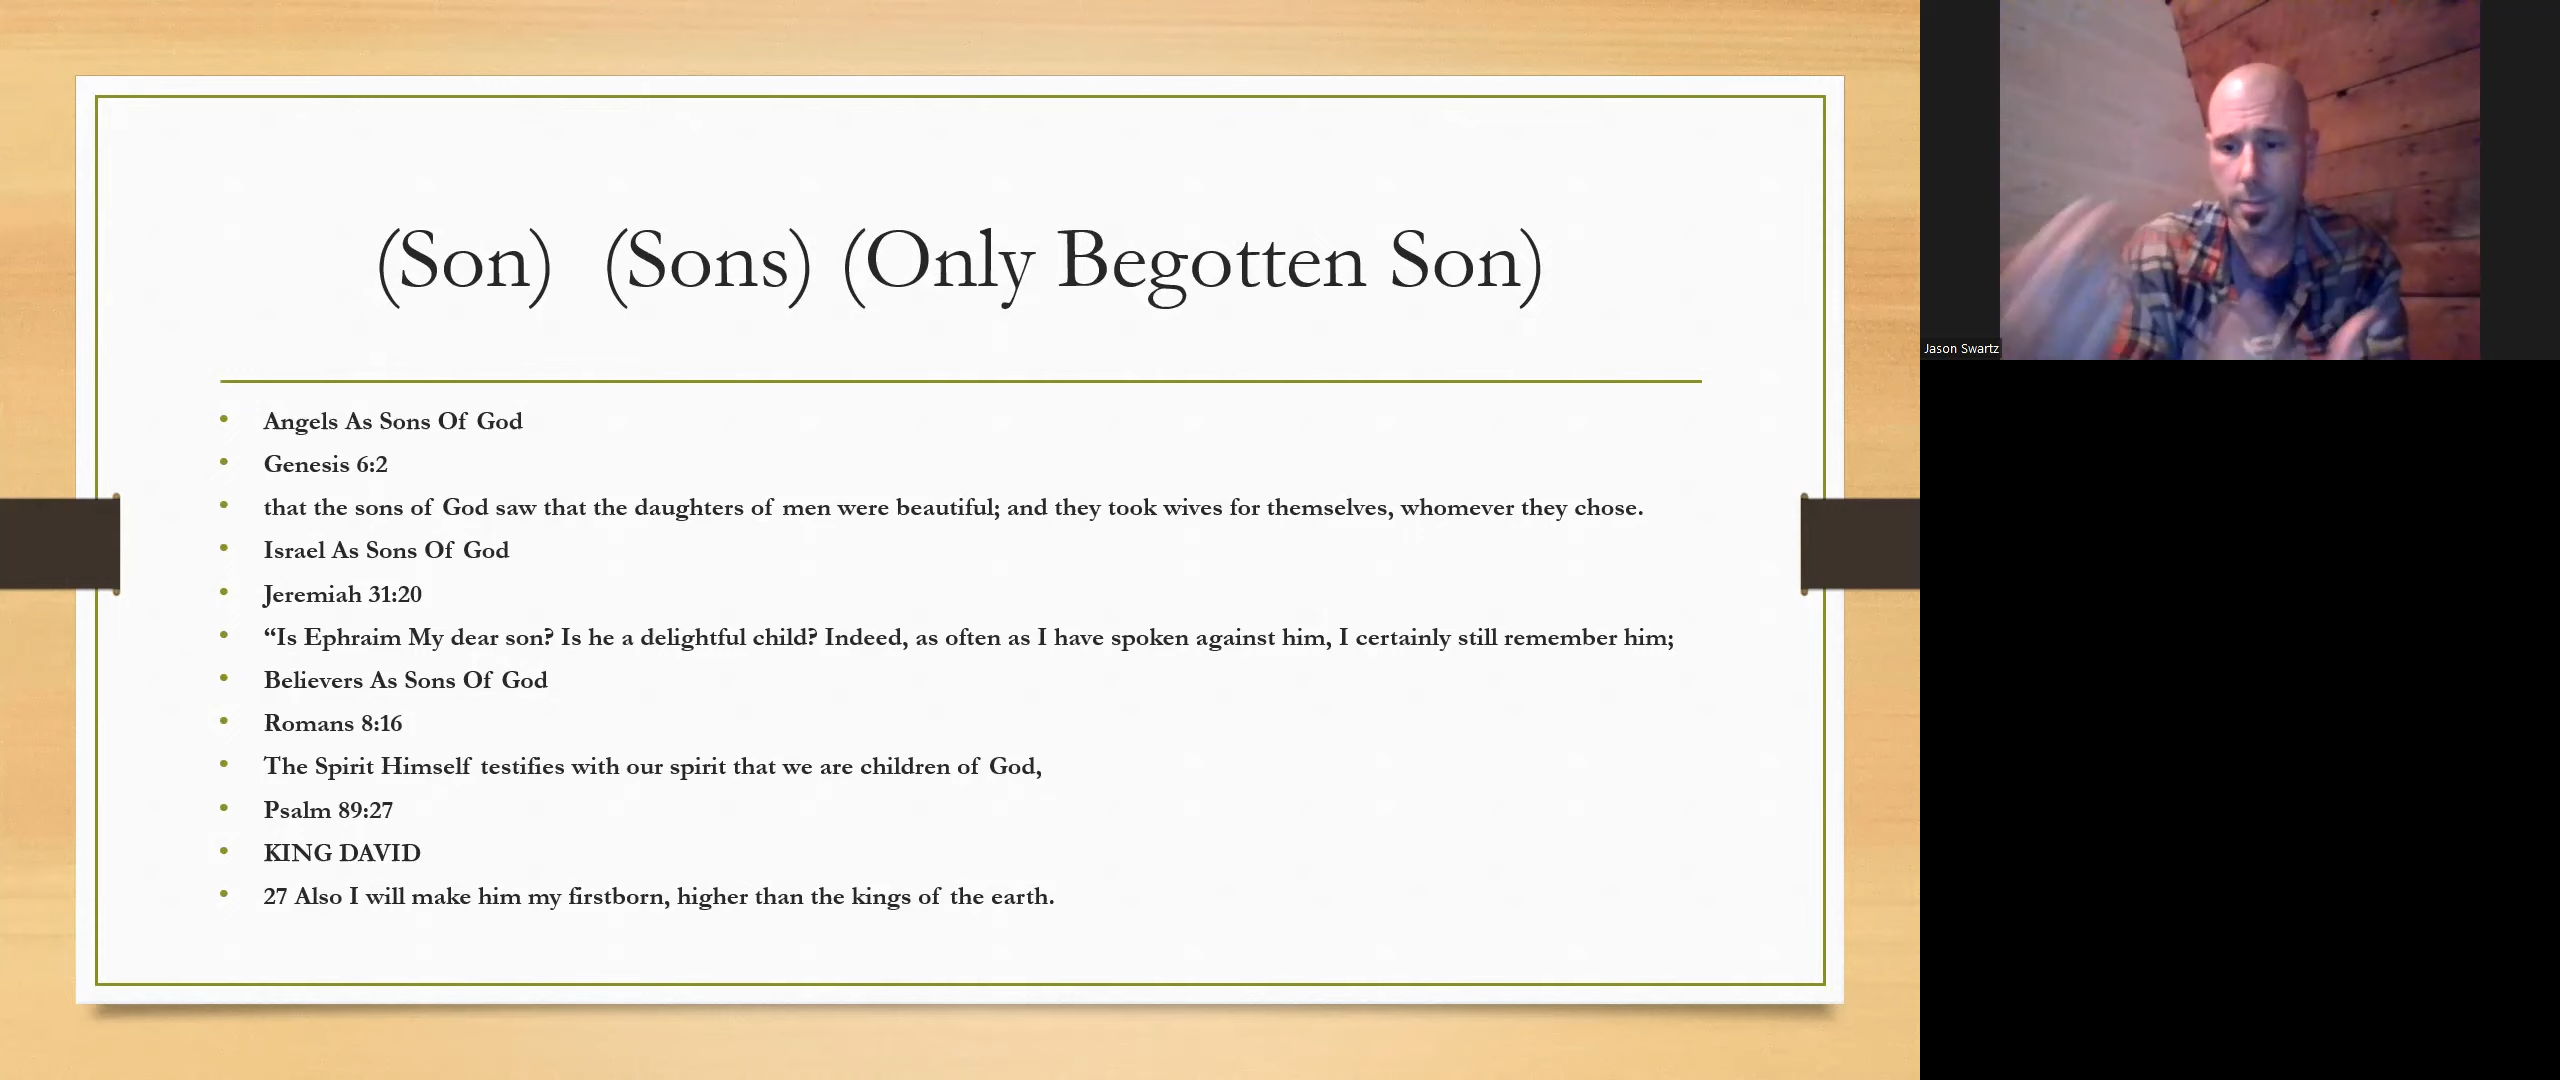 (Son)  (Sons) (Only Begotten Son)
• Angels As Sons Of God
• Genesis 6:2
• that the sons of God saw that the daughters of men were beautiful; and they took wives for themselves, whomever they chose.
• Israel As Sons Of God
• Jeremiah 31:20
• “Is Ephraim My dear son? Is he a delightful child? Indeed, as often as I have spoken against him, I certainly still remember him;
• Believers As Sons Of God
• Romans 8:16
• The Spirit Himself testifies with our spirit that we are children of God,
• Psalm 89:27
• KING DAVID
• 27 Also I will make him my firstborn, higher than the kings of the earth.
Jason Swartz